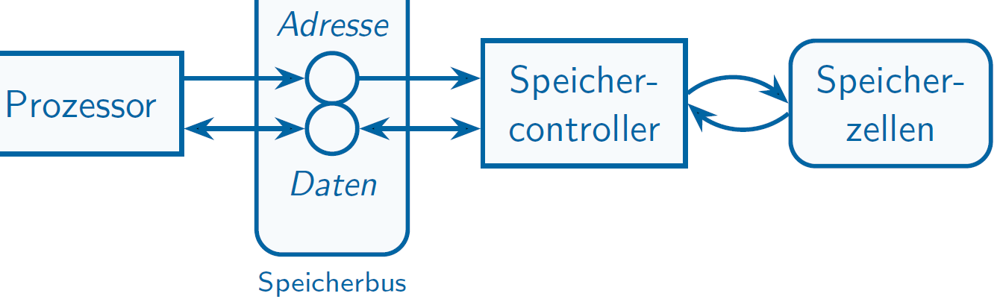 Adresse
Prozessor
Speicher-
controller
Speicher-
zellen
Daten
Speicherbus